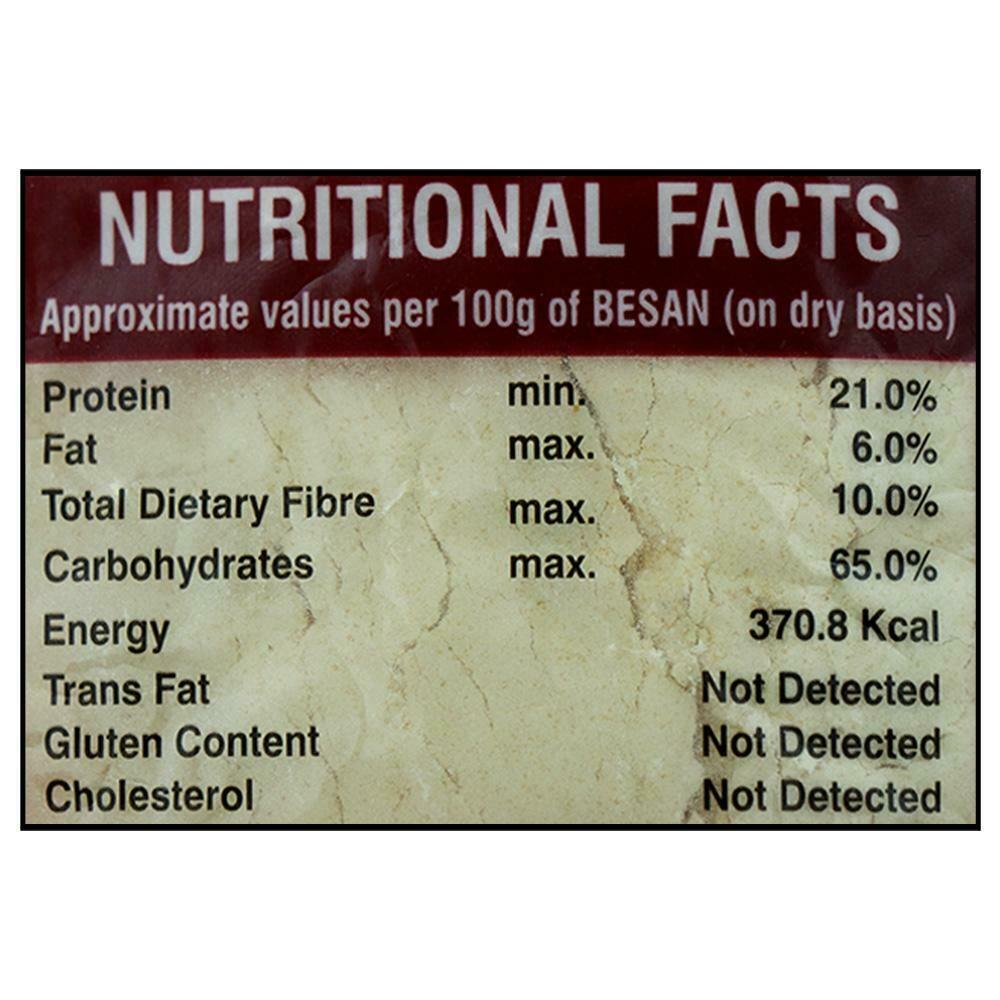 NUTRITIONAL FACTS
Approximate values per 100g of BESAN (on dry basis)
Protein min. 21.0%
Fat max. 6.0%
Total Dietary Fibre max. 10.0%
Carbohydrates max. 65.0%
Energy 370.8 Kcal
Trans Fat Not Detected
Gluten Content Not Detected
Cholesterol Not Detected